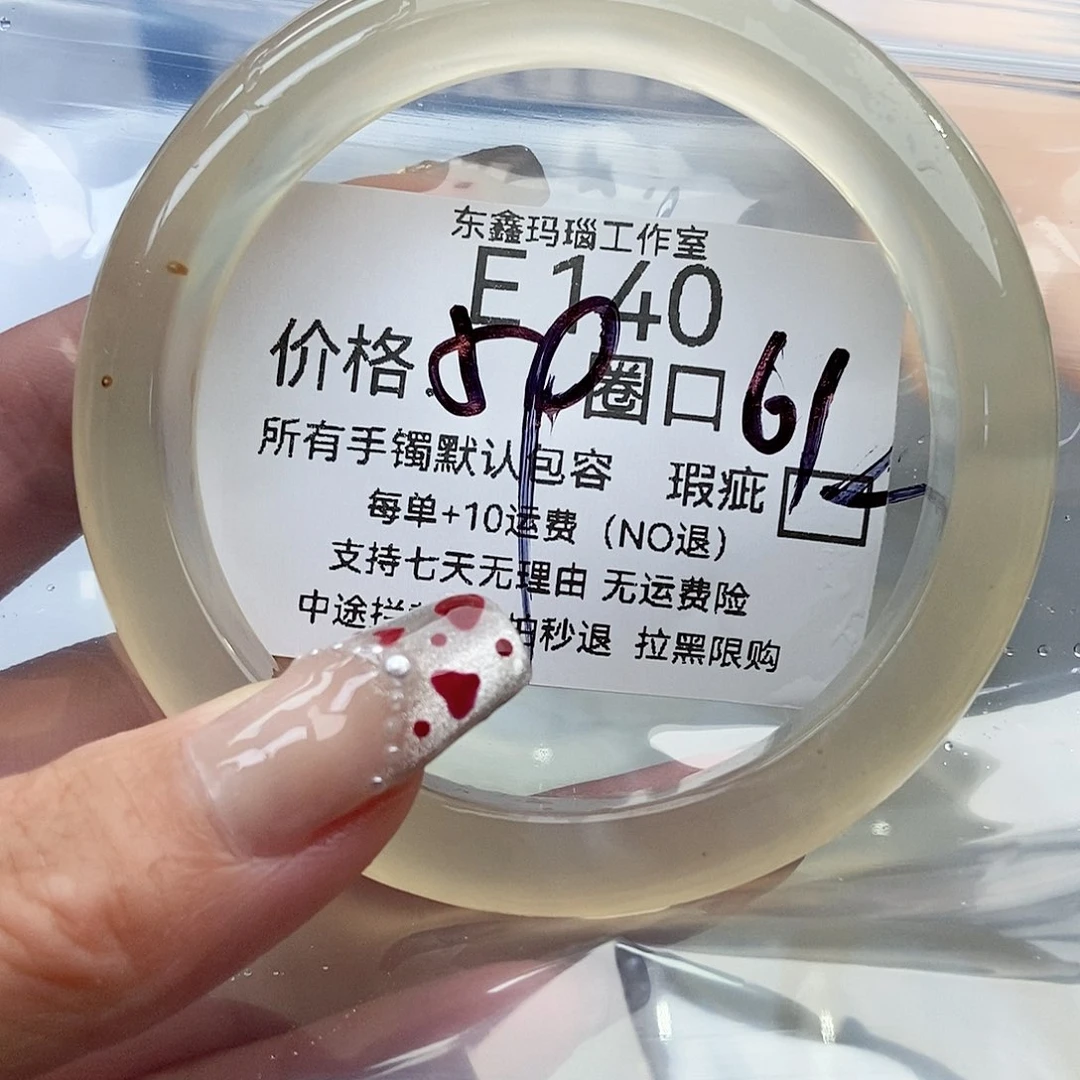 东鑫玛瑙工作室
E140
价格 80 圈口 61
所有手镯默认包容 瑕疵
每单+10运费（NO退）
支持七天无理由 无运费险
中途拦 拍秒退 拉黑限购